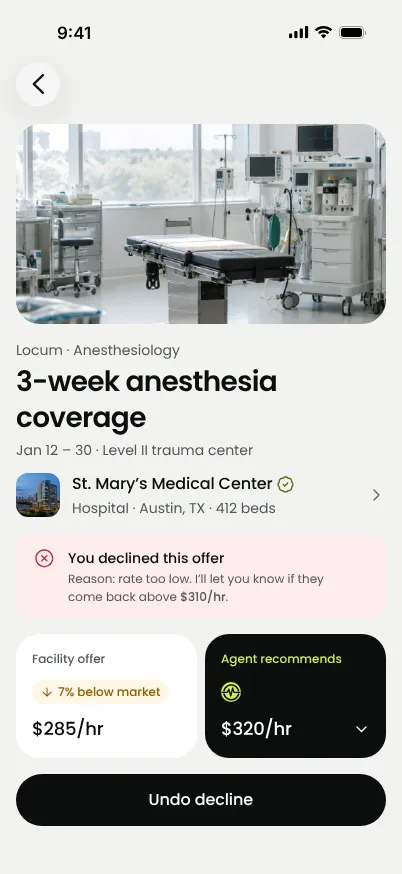 9:41
Locum · Anesthesiology
3-week anesthesia
coverage
Jan 12 – 30 · Level II trauma center
St. Mary’s Medical Center
Hospital · Austin, TX · 412 beds
You declined this offer
Reason: rate too low. I’ll let you know if they
come back above $310/hr.
Facility offer
7% below market
$285/hr
Agent recommends
$320/hr
Undo decline